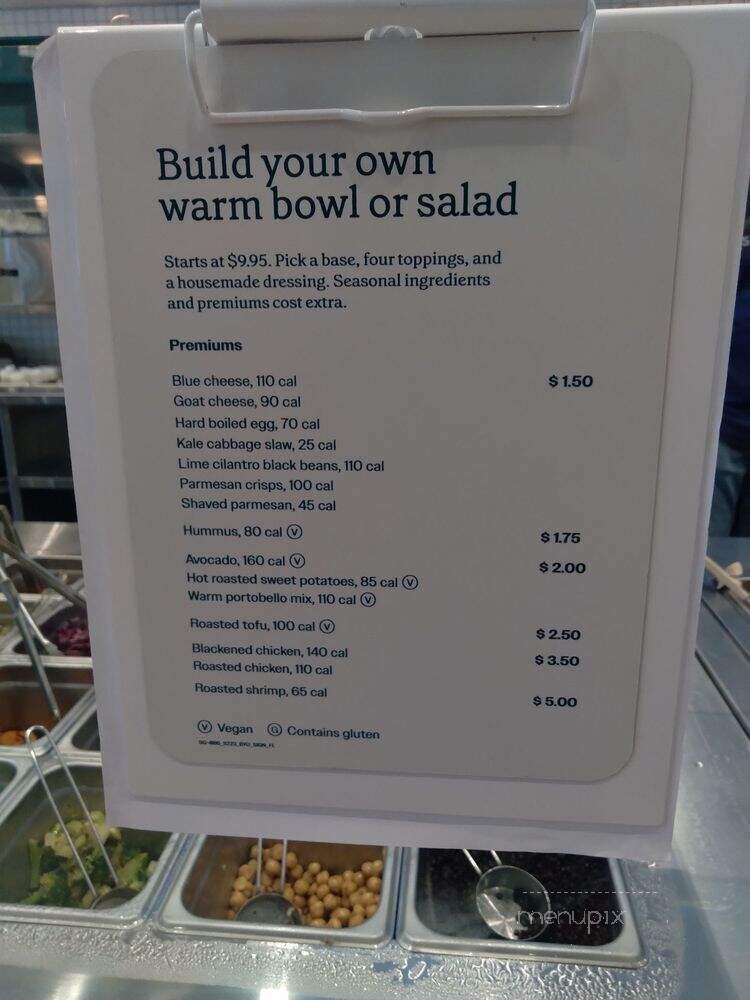 Build your own
warm bowl or salad
Starts at $9.95. Pick a base, four toppings, and
a housemade dressing. Seasonal ingredients
and premiums cost extra.
Premiums
Blue cheese, 110 cal $ 1.50
Goat cheese, 90 cal
Hard boiled egg, 70 cal
Kale cabbage slaw, 25 cal
Lime cilantro black beans, 110 cal
Parmesan crisps, 100 cal
Shaved parmesan, 45 cal
Hummus, 80 cal Ⓥ $ 1.75
Avocado, 160 cal Ⓥ $ 2.00
Hot roasted sweet potatoes, 85 cal Ⓥ
Warm portobello mix, 110 cal Ⓥ
Roasted tofu, 100 cal Ⓥ $ 2.50
Blackened chicken, 140 cal $ 3.50
Roasted chicken, 110 cal
Roasted shrimp, 65 cal $ 5.00
Ⓥ Vegan Ⓖ Contains gluten
menupix